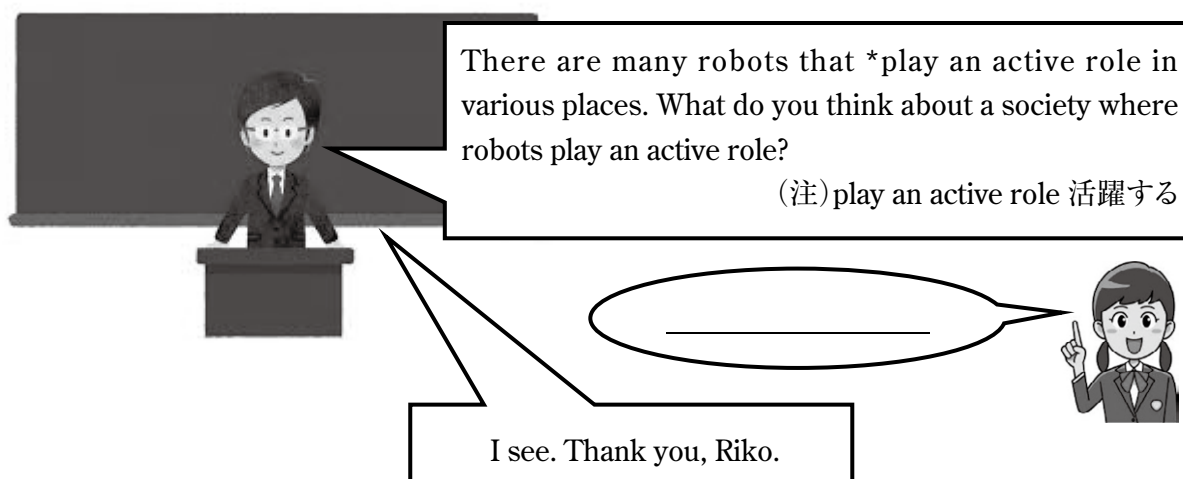 There are many robots that *play an active role in
various places. What do you think about a society where
robots play an active role?
(注)play an active role 活躍する
I see. Thank you, Riko.